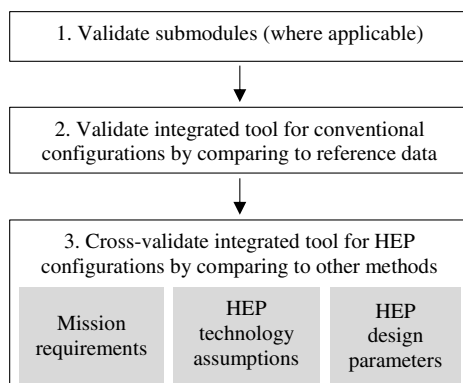 1. Validate submodules (where applicable)
2. Validate integrated tool for conventional
configurations by comparing to reference data
3. Cross-validate integrated tool for HEP
configurations by comparing to other methods
Mission
requirements
HEP
technology
assumptions
HEP
design
parameters